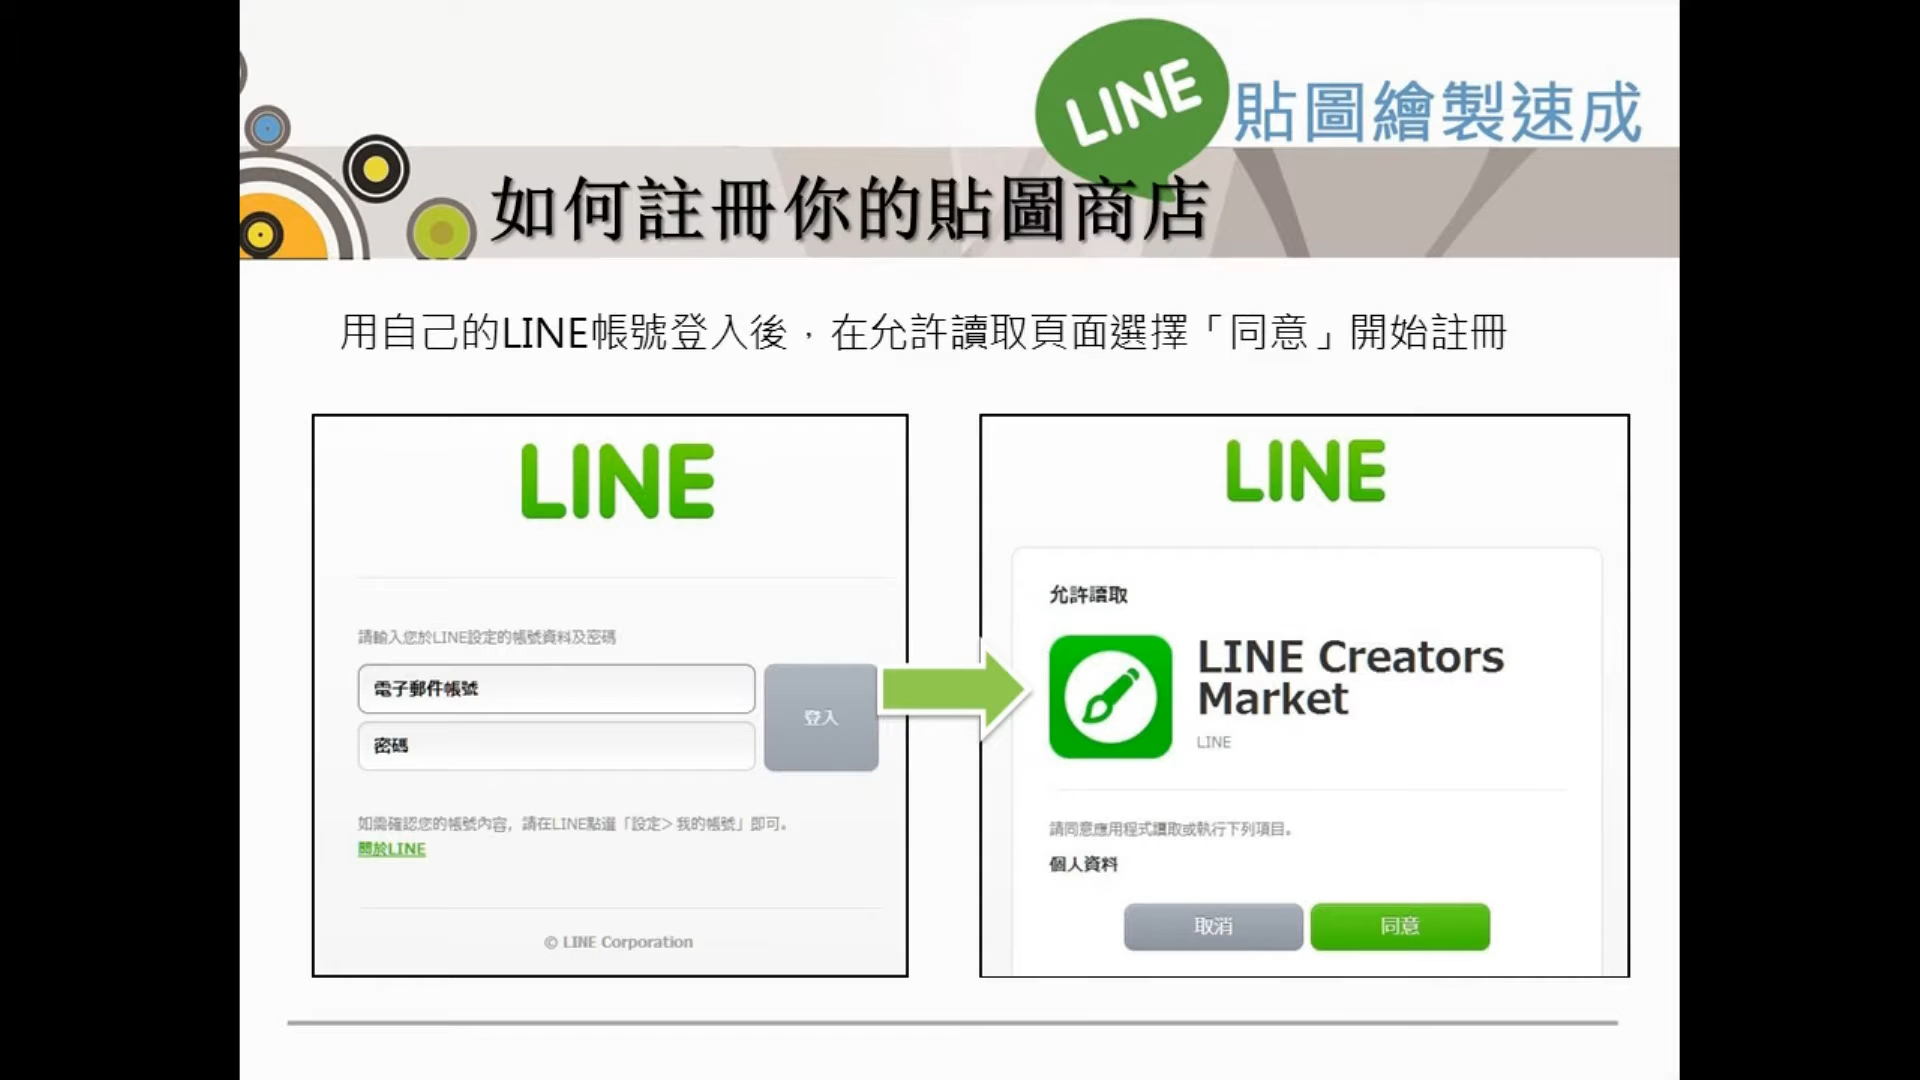 LINE 貼圖繪製速成
如何註冊你的貼圖商店
用自己的LINE帳號登入後，在允許讀取頁面選擇「同意」開始註冊
LINE
請輸入您於LINE設定的帳號資料及密碼
電子郵件帳號
密碼
登入
如需確認您的帳號內容，請在LINE點選「設定>我的帳號」即可。
關於LINE
© LINE Corporation
LINE
允許讀取
LINE Creators
Market
LINE
請同意應用程式讀取或執行下列項目。
個人資料
取消
同意